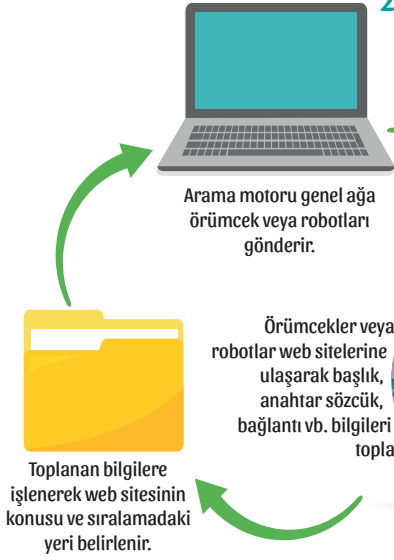 Arama motoru genel ağa
örümcek veya robotları
gönderir.
Örümcekler veya
robotlar web sitelerine
ulaşarak başlık,
anahtar sözcük,
bağlantı vb. bilgileri
Toplanan bilgilere
işlenerek web sitesinin
konusu ve sıralamadaki
yeri belirlenir.